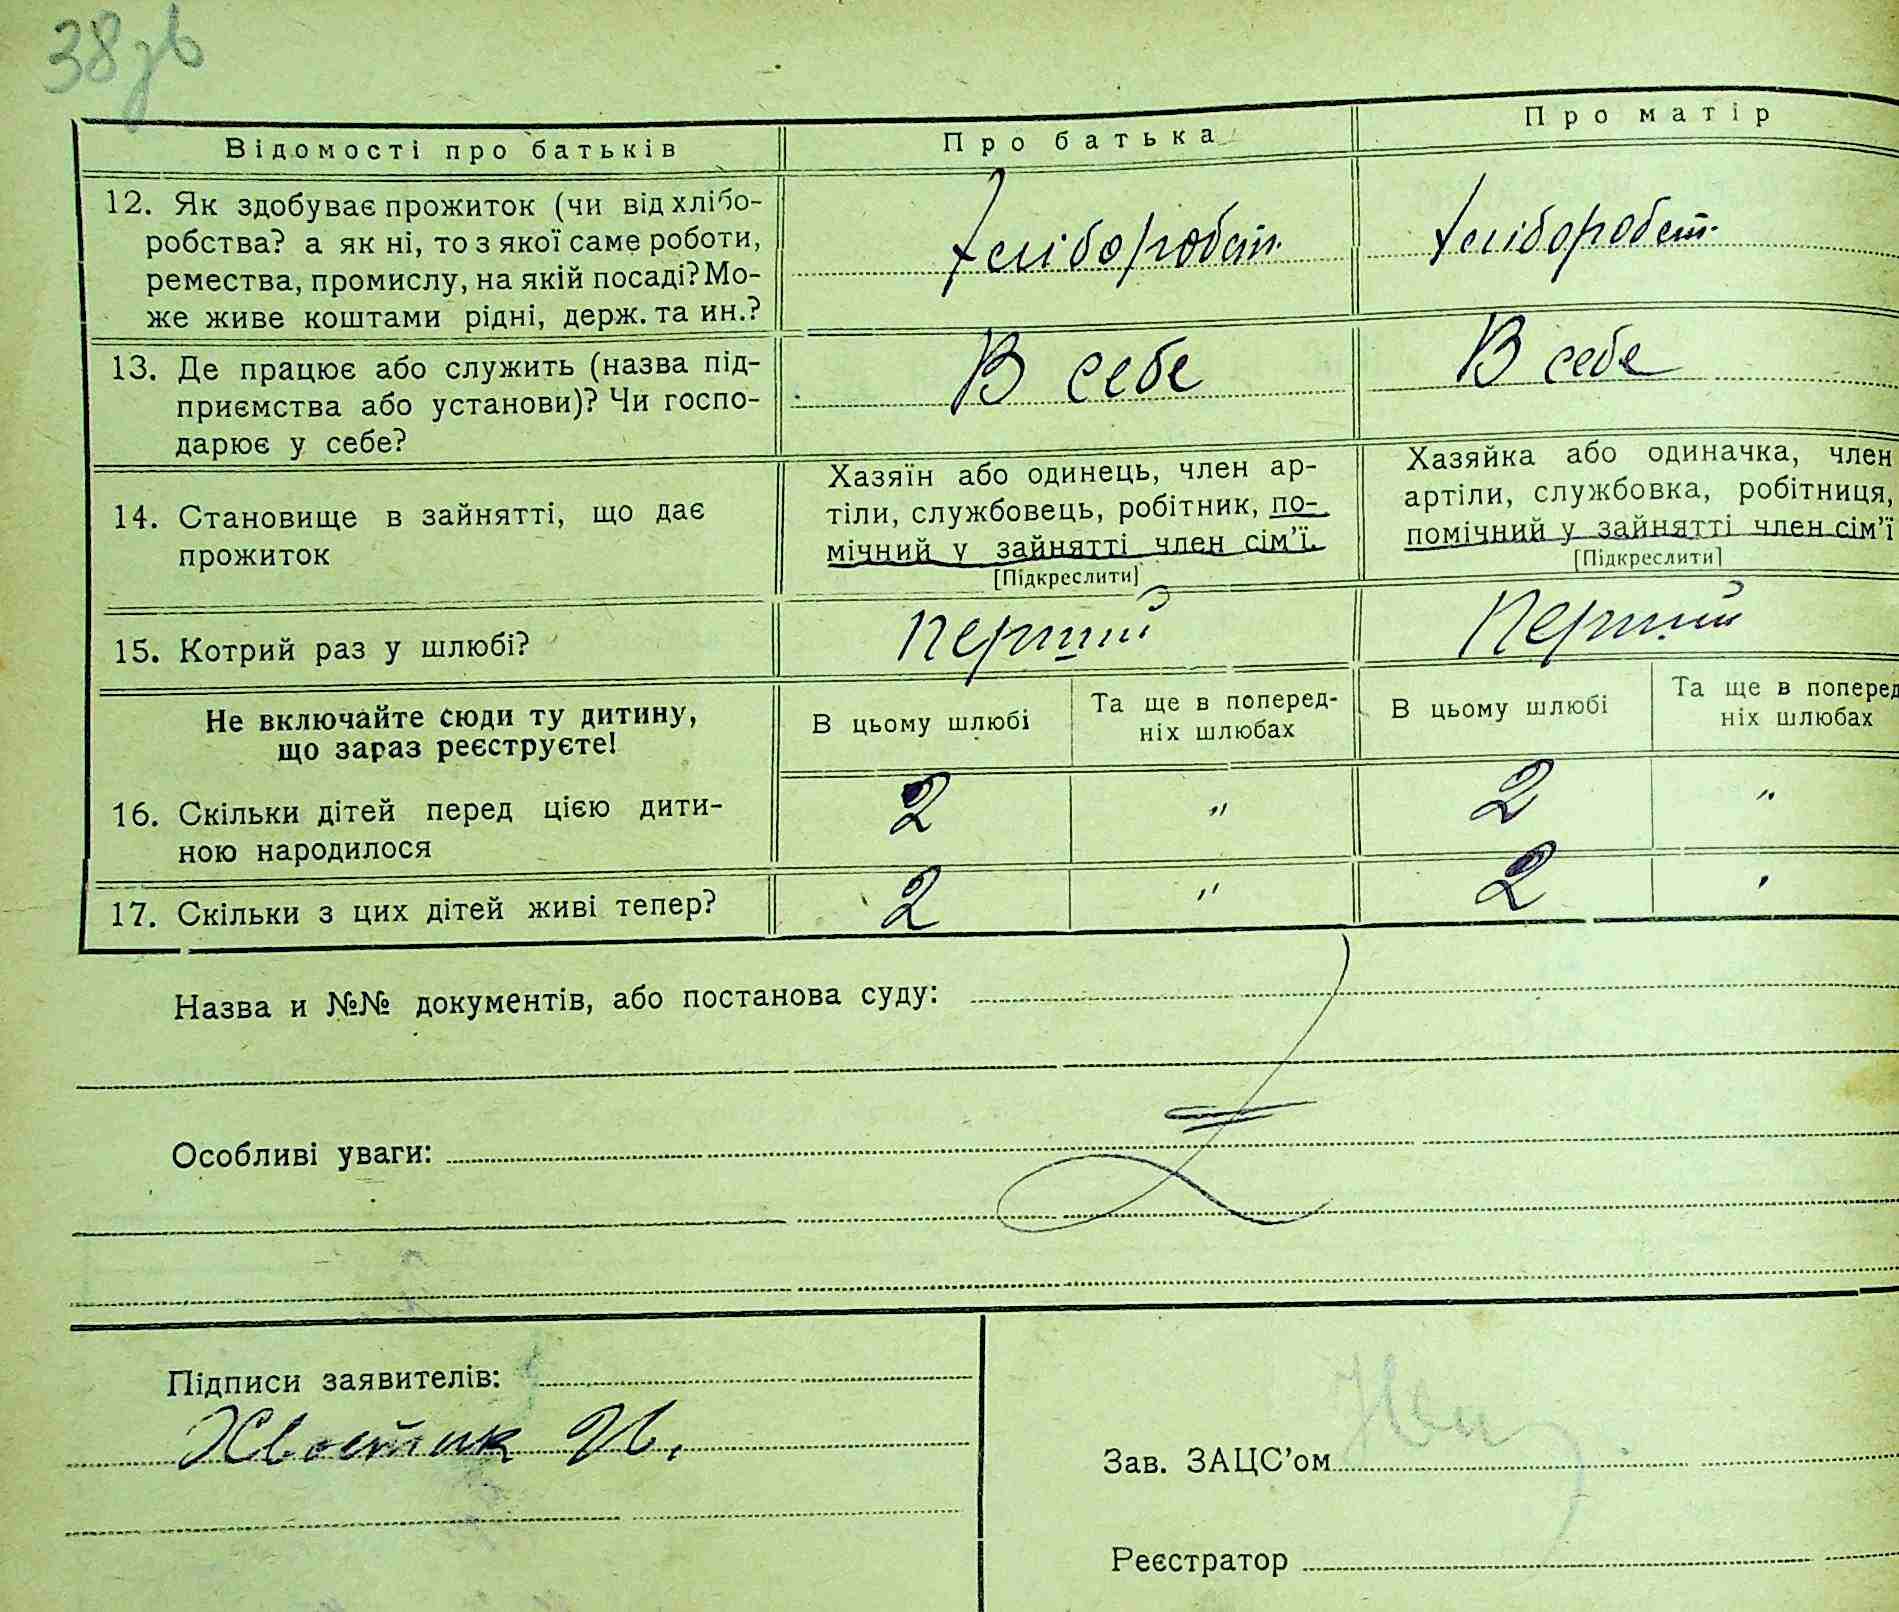 38 зв
Відомості про батьків
Про батька
Про матір
12. Як здобуває прожиток (чи від хлібо-
робства? а як ні, то з якої саме роботи,
ремества, промислу, на якій посаді? Мо-
же живе коштами рідні, держ. та ин.?
хлібороб
хлібороб
13. Де працює або служить (назва під-
приємства або установи)? Чи госпо-
дарює у себе?
В себе
В себе
14. Становище в зайнятті, що дає
прожиток
Хазяїн або одинець, член ар-
тіли, службовець, робітник, по-
мічний у зайнятті член сім'ї.
[Підкреслити]
Хазяйка або одиначка, член
артіли, службовка, робітниця,
помічний у зайнятті член сім'ї
[Підкреслити]
15. Котрий раз у шлюбі?
Перший
Перший
Не включайте сюди ту дитину,
що зараз реєструєте!
В цьому шлюбі
Та ще в поперед-
ніх шлюбах
В цьому шлюбі
Та ще в поперед
ніх шлюбах
16. Скільки дітей перед цією дити-
ною народилося
2
"
2
"
17. Скільки з цих дітей живі тепер?
2
"
2
Назва и №№ документів, або постанова суду:
Особливі уваги:
Підписи заявителів:
Хвостик И.
Зав. ЗАЦС'ом
Реєстратор